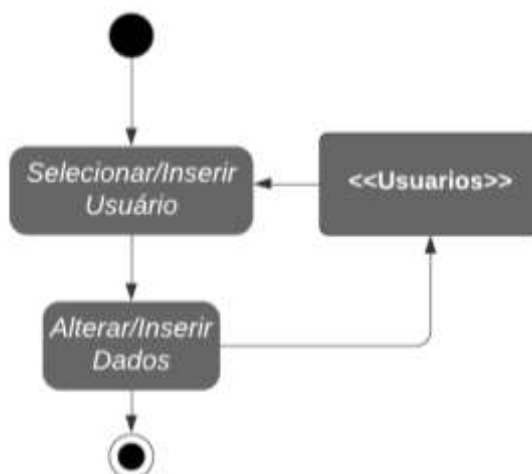 Selecionar/Inserir
Usuário
<<Usuarios>>
Alterar/Inserir
Dados